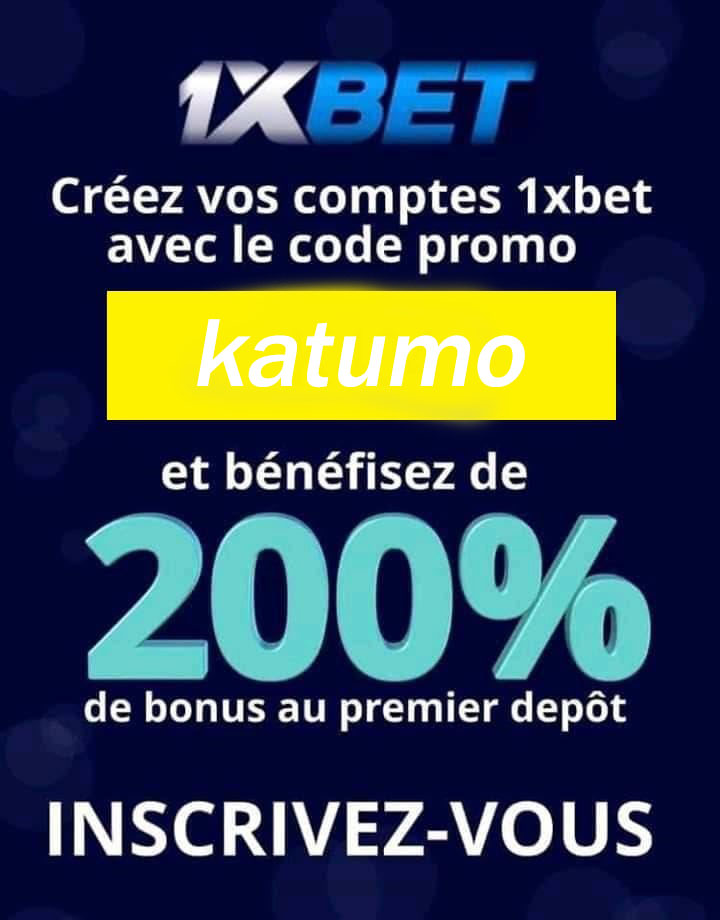 1XBET
Créez vos comptes 1xbet
avec le code promo
katumo
et bénéfisez de
200%
de bonus au premier depôt
INSCRIVEZ-VOUS